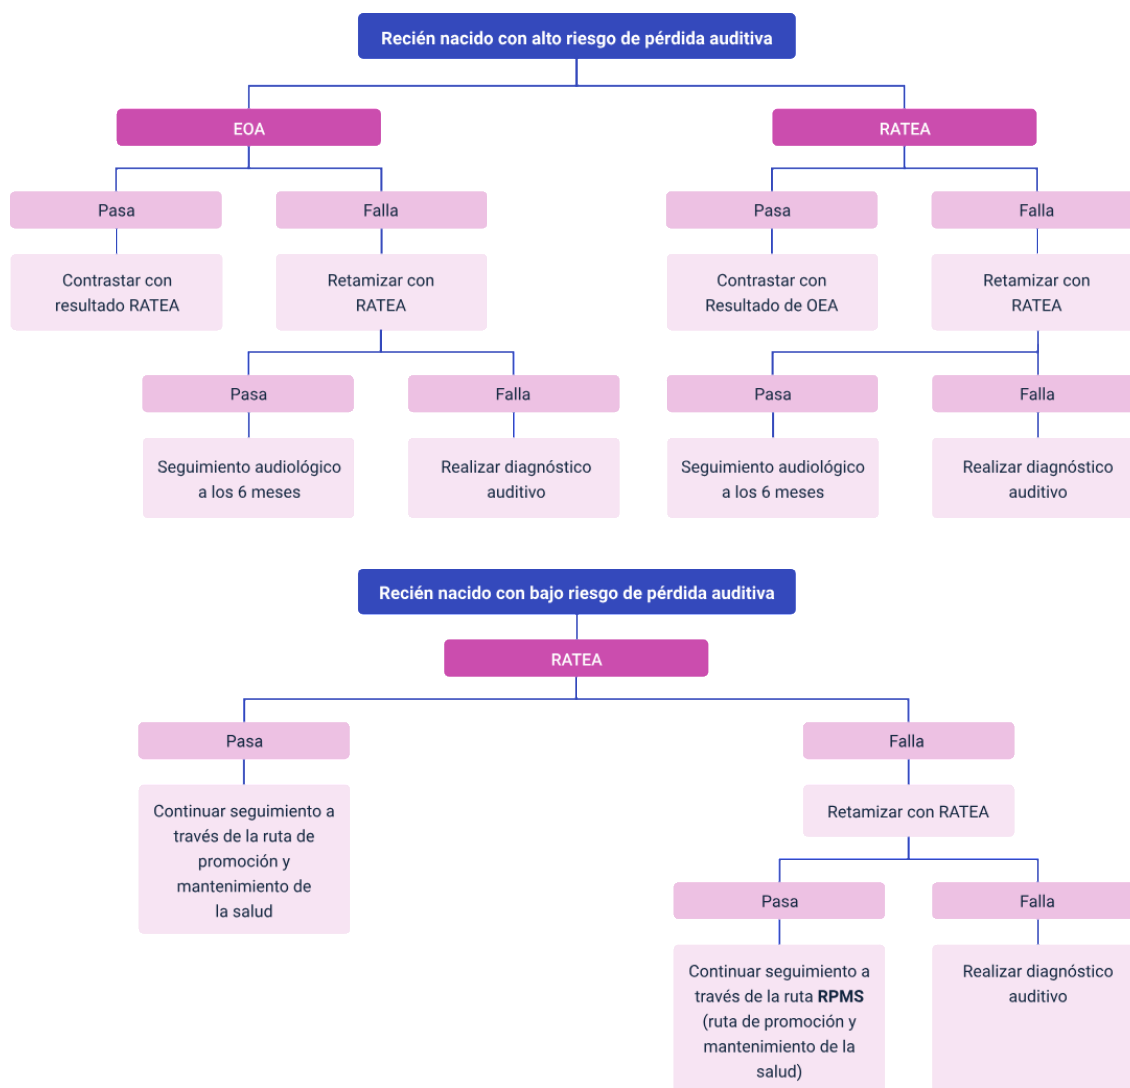 Recién nacido con alto riesgo de pérdida auditiva
EOA
RATEA
Pasa
Falla
Pasa
Falla
Contrastar con
resultado RATEA
Retamizar con
RATEA
Contrastar con
Resultado de OEA
Retamizar con
RATEA
Pasa
Falla
Pasa
Falla
Seguimiento audiológico
a los 6 meses
Realizar diagnóstico
auditivo
Seguimiento audiológico
a los 6 meses
Realizar diagnóstico
auditivo
Recién nacido con bajo riesgo de pérdida auditiva
RATEA
Pasa
Falla
Continuar seguimiento a
través de la ruta de
promoción y
mantenimiento de
la salud
Retamizar con RATEA
Pasa
Falla
Continuar seguimiento a
través de la ruta RPMS
(ruta de promoción y
mantenimiento de la
salud)
Realizar diagnóstico
auditivo